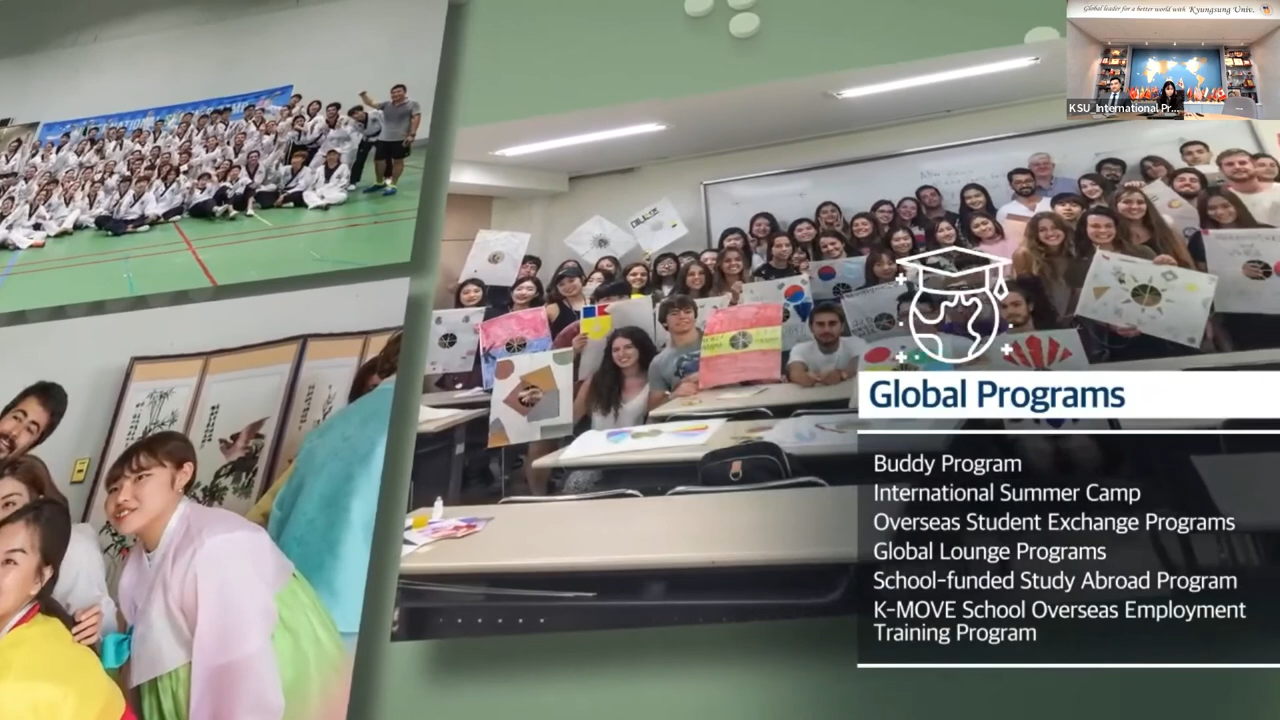 Global leader for a better world with Kyungsung Univ.
KSU_International Pr...
Global Programs
Buddy Program
International Summer Camp
Overseas Student Exchange Programs
Global Lounge Programs
School-funded Study Abroad Program
K-MOVE School Overseas Employment
Training Program